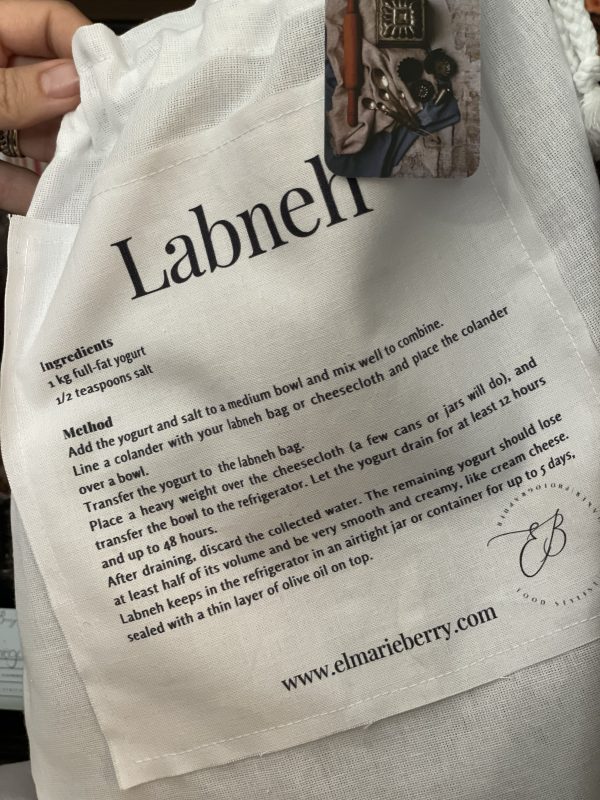 Labneh
Ingredients
1 kg full-fat yogurt
1/2 teaspoons salt
Method
Add the yogurt and salt to a medium bowl and mix well to combine.
Line a colander with your labneh bag or cheesecloth and place the colander
over a bowl.
Transfer the yogurt to the labneh bag.
Place a heavy weight over the cheesecloth (a few cans or jars will do), and
transfer the bowl to the refrigerator. Let the yogurt drain for at least 12 hours
and up to 48 hours.
After draining, discard the collected water. The remaining yogurt should lose
at least half of its volume and be very smooth and creamy, like cream cheese.
Labneh keeps in the refrigerator in an airtight jar or container for up to 5 days,
sealed with a thin layer of olive oil on top.
EB
FOOD STYLIST
www.elmarieberry.com